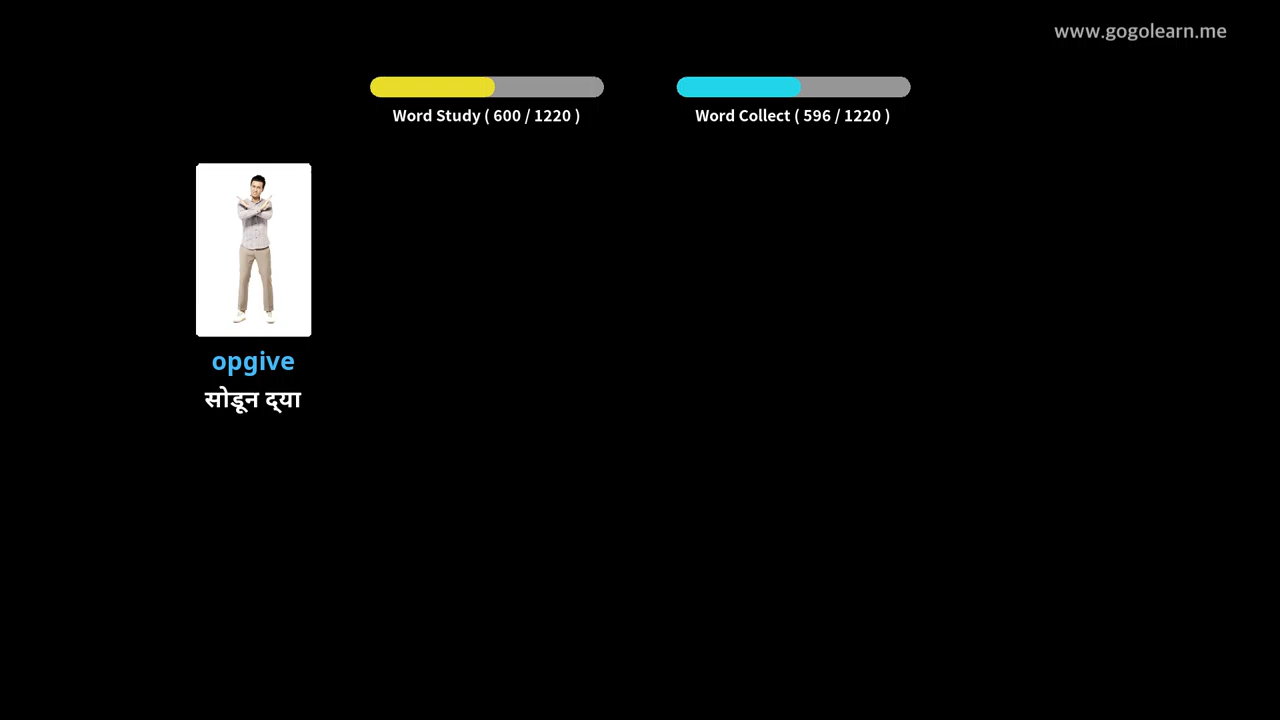 www.gogolearn.me
Word Study ( 600 / 1220 )
Word Collect ( 596 / 1220 )
opgive
सोडून द्‌या